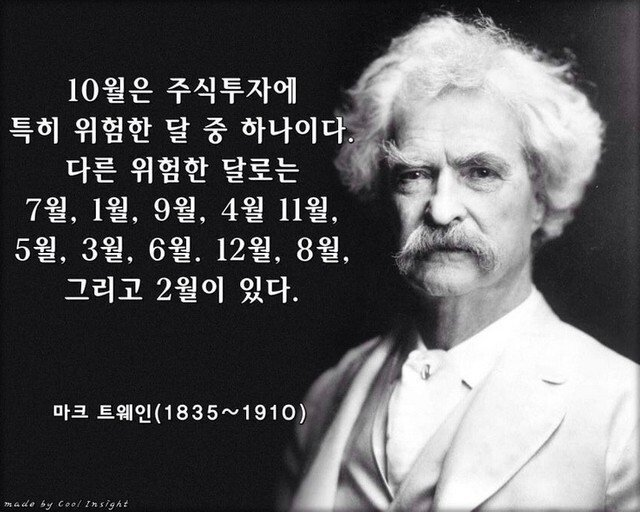 10월은 주식투자에
특히 위험한 달 중 하나이다.
다른 위험한 달로는
7월, 1월, 9월, 4월 11월,
5월, 3월, 6월. 12월, 8월,
그리고 2월이 있다.
마크 트웨인(1835~1910)
made by Cool Insight